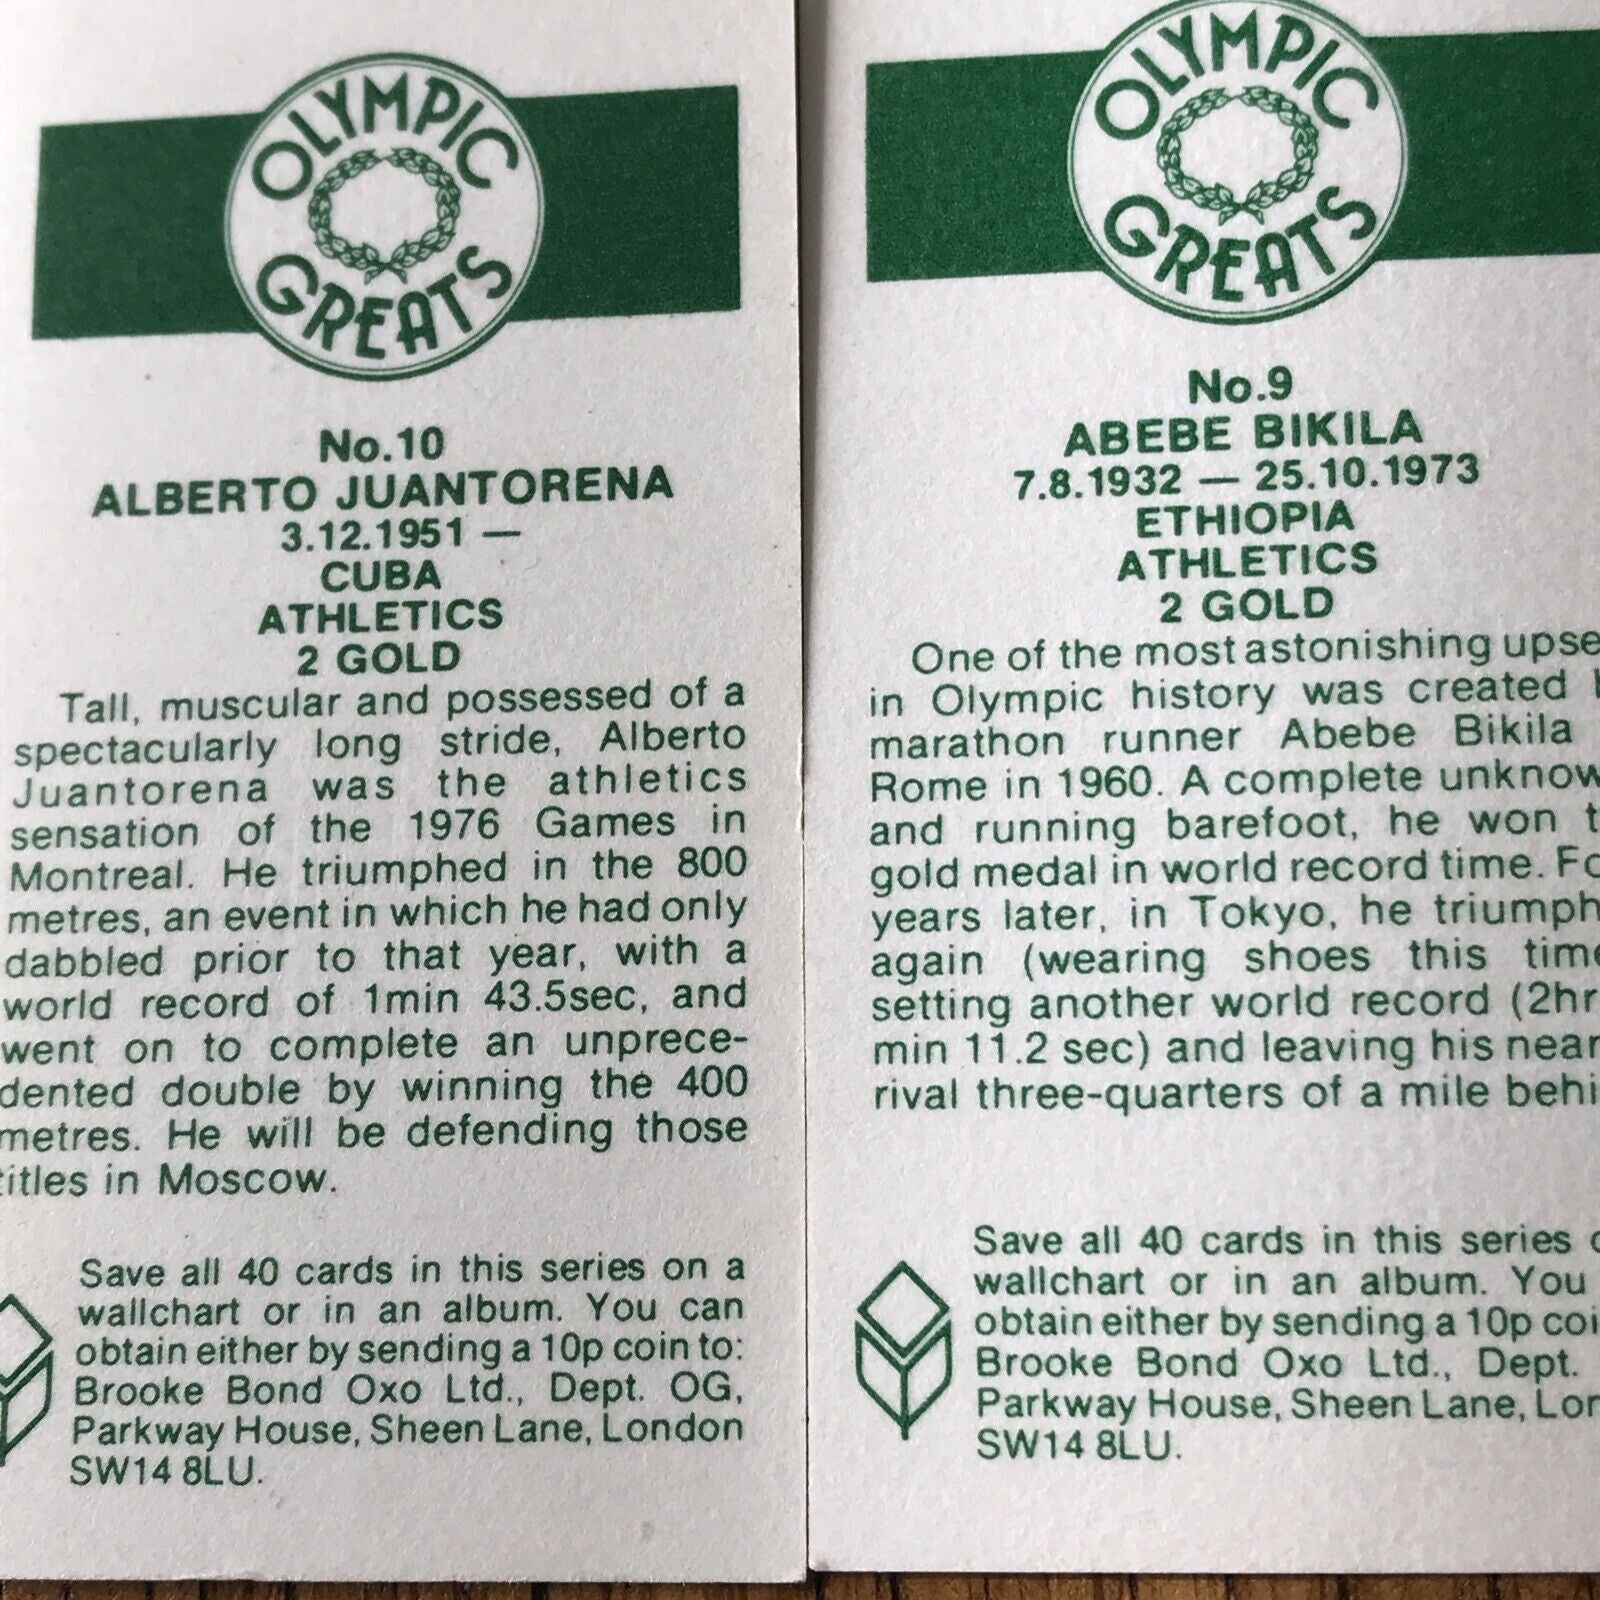 OLYMPIC
GREATS
No.10
ALBERTO JUANTORENA
3.12.1951 —
CUBA
ATHLETICS
2 GOLD
Tall, muscular and possessed of a
spectacularly long stride, Alberto
Juantorena was the athletics
sensation of the 1976 Games in
Montreal. He triumphed in the 800
metres, an event in which he had only
dabbled prior to that year, with a
world record of 1min 43.5sec, and
went on to complete an unprece-
dented double by winning the 400
metres. He will be defending those
titles in Moscow.
Save all 40 cards in this series on a
wallchart or in an album. You can
obtain either by sending a 10p coin to:
Brooke Bond Oxo Ltd., Dept. OG,
Parkway House, Sheen Lane, London
SW14 8LU.
OLYMPIC
GREATS
No.9
ABEBE BIKILA
7.8.1932 — 25.10.1973
ETHIOPIA
ATHLETICS
2 GOLD
One of the most astonishing upse
in Olympic history was created
marathon runner Abebe Bikila
Rome in 1960. A complete unknow
and running barefoot, he won t
gold medal in world record time. Fo
years later, in Tokyo, he triumph
again (wearing shoes this time
setting another world record (2hr
min 11.2 sec) and leaving his near
rival three-quarters of a mile behi
Save all 40 cards in this series o
wallchart or in an album. You
obtain either by sending a 10p coi
Brooke Bond Oxo Ltd., Dept.
Parkway House, Sheen Lane, Lon
SW14 8LU.